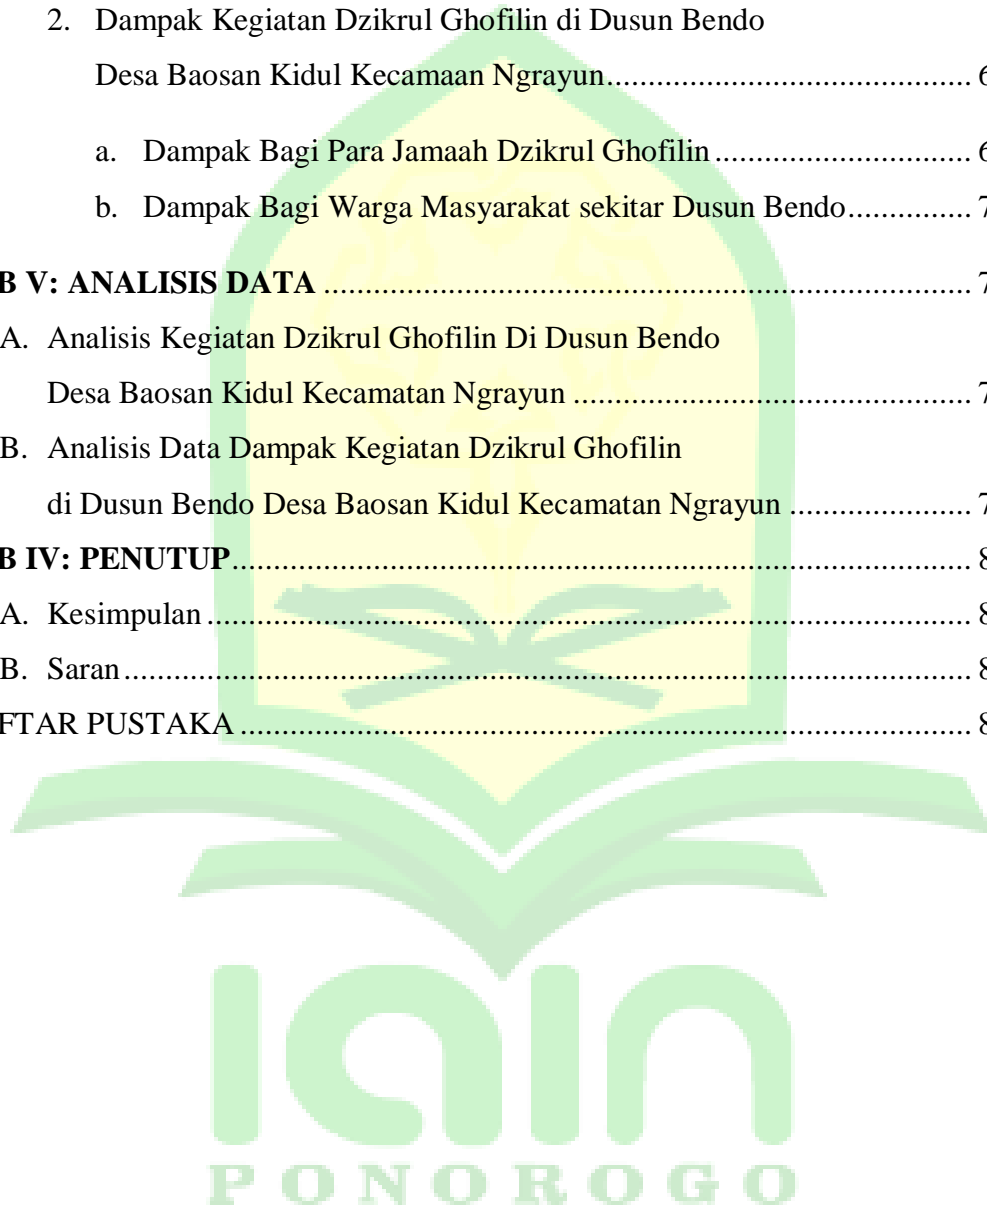 2. Dampak Kegiatan Dzikrul Ghofilin di Dusun Bendo
Desa Baosan Kidul Kecamaan Ngrayun............................................. 6
a. Dampak Bagi Para Jamaah Dzikrul Ghofilin............................... 6
b. Dampak Bagi Warga Masyarakat sekitar Dusun Bendo............... 7
B V: ANALISIS DATA............................................................................... 7
A. Analisis Kegiatan Dzikrul Ghofilin Di Dusun Bendo
Desa Baosan Kidul Kecamatan Ngrayun................................................ 7
B. Analisis Data Dampak Kegiatan Dzikrul Ghofilin
di Dusun Bendo Desa Baosan Kidul Kecamatan Ngrayun...................... 7
B IV: PENUTUP.......................................................................................... 8
A. Kesimpulan............................................................................................. 8
B. Saran....................................................................................................... 8
FTAR PUSTAKA......................................................................................... 8
IAIN
PONOROGO